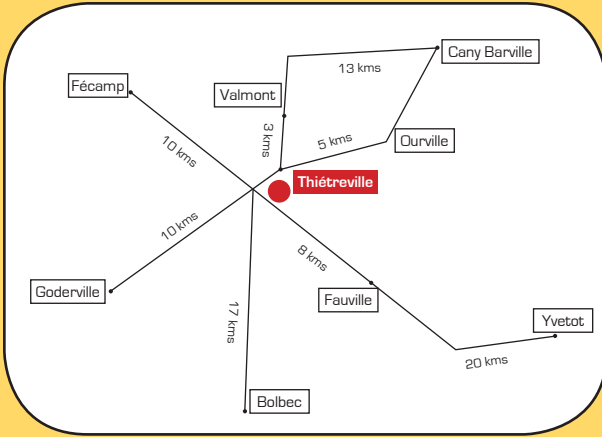 Cany Barville
13 kms
Fécamp
Valmont
3 kms
5 kms
Ourville
10 kms
Thiétreville
10 kms
8 kms
Goderville
Fauville
17 kms
Yvetot
20 kms
Bolbec